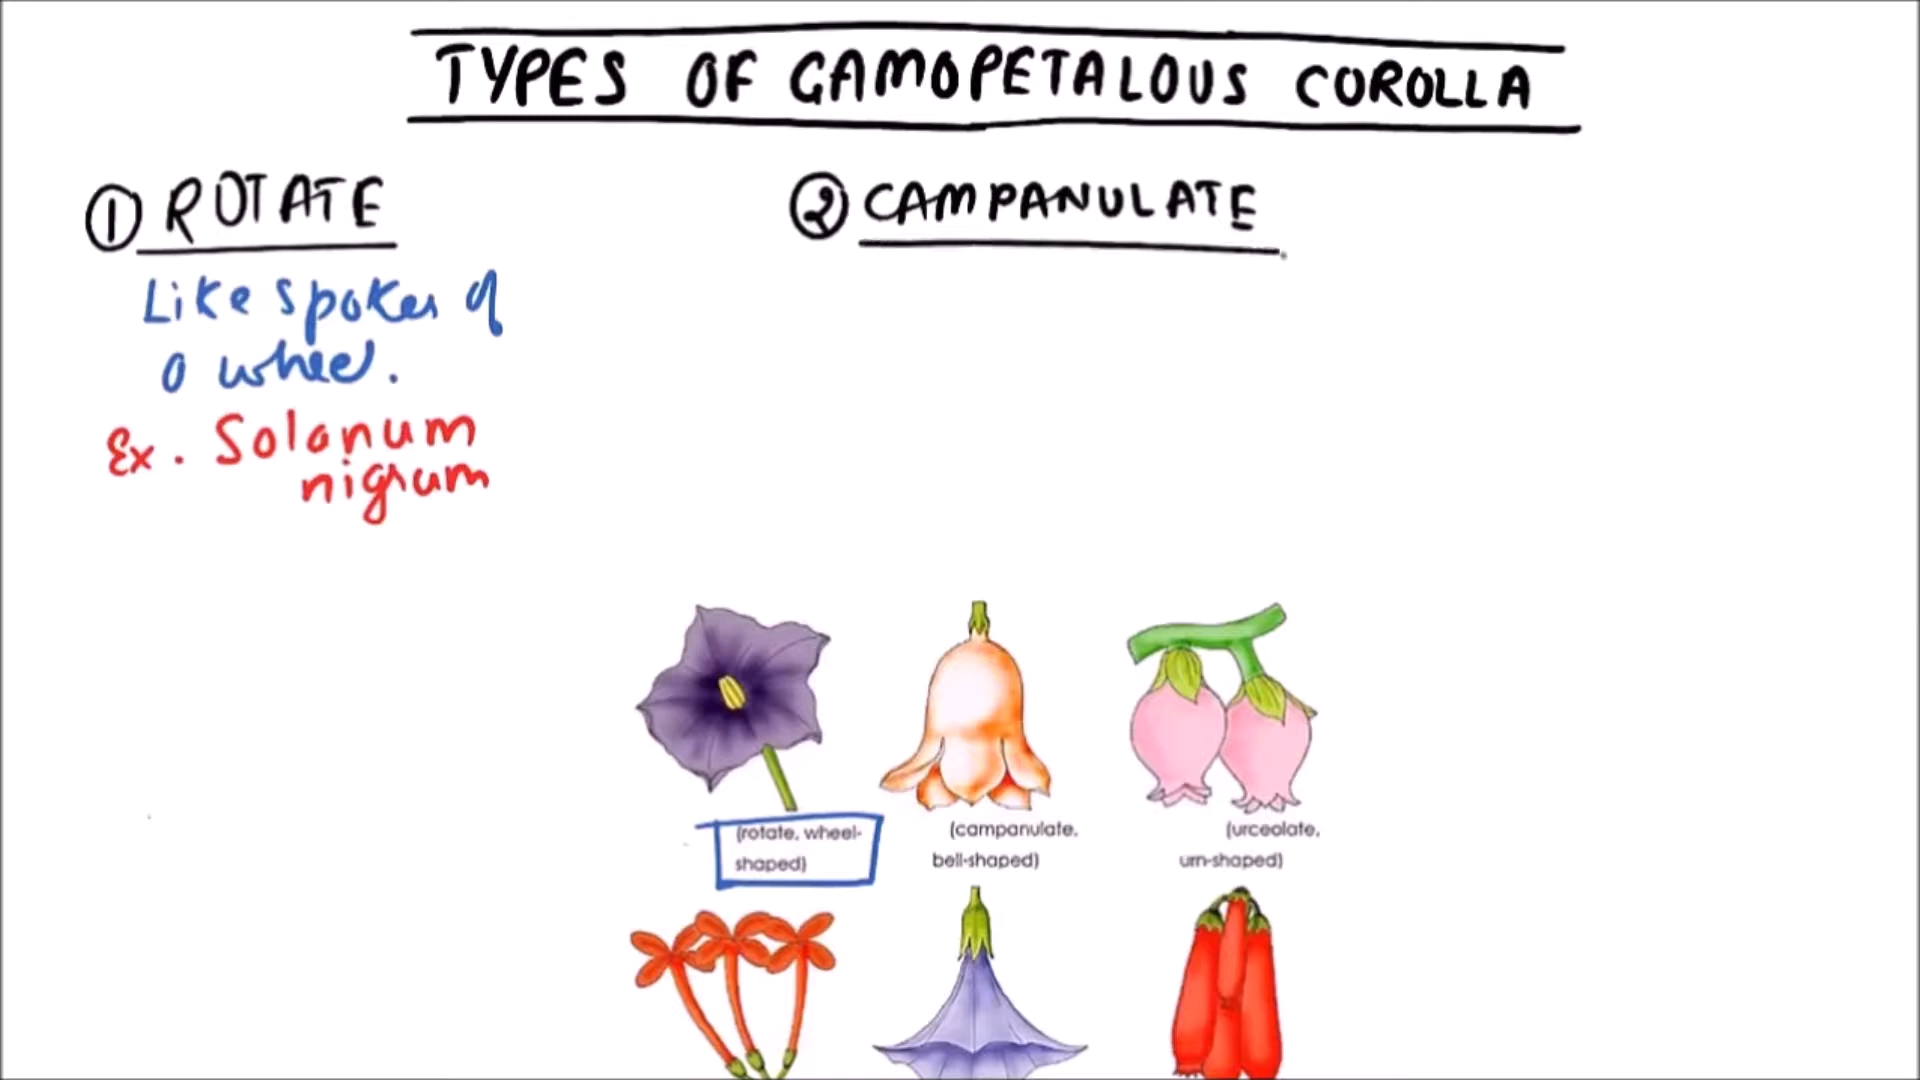 TYPES OF GAMOPETALOUS COROLLA
① ROTATE
Like spokes of
a wheel.
Ex. Solanum
nigrum
② CAMPANULATE
(rotate, wheel-
shaped)
(campanulate,
bell-shaped)
(urceolate,
urn-shaped)